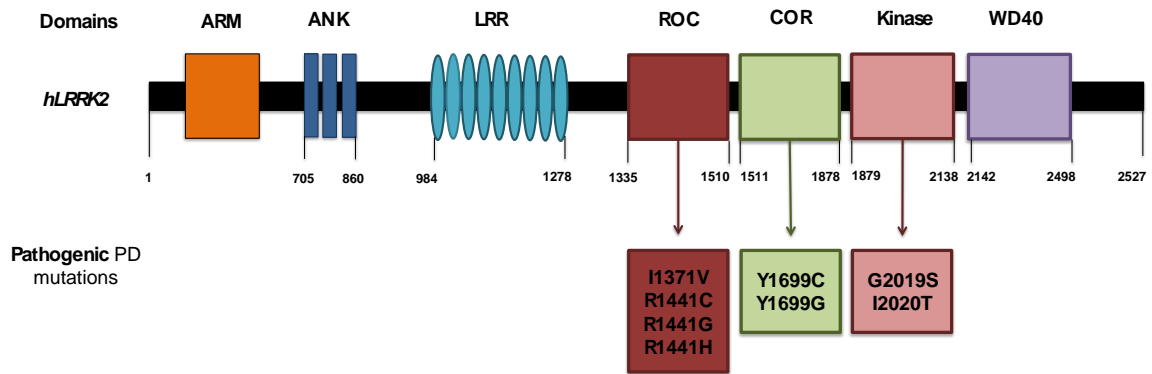 Domains ARM ANK LRR ROC COR Kinase WD40
hLRRK2
1 705 860 984 1278 1335 1510 1511 1878 1879 2138 2142 2498 2527
Pathogenic PD
mutations
I1371V
R1441C
R1441G
R1441H
Y1699C
Y1699G
G2019S
I2020T